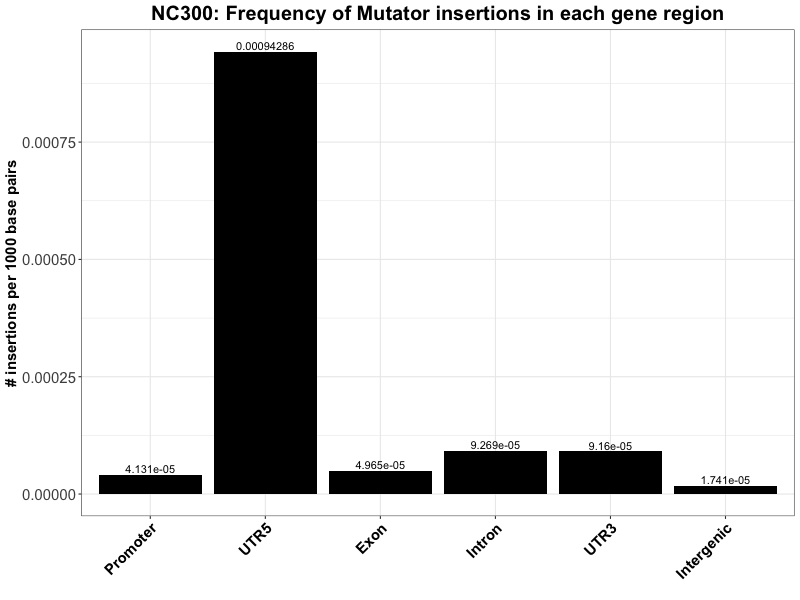 NC300: Frequency of Mutator insertions in each gene region
# insertions per 1000 base pairs
0.00075
0.00050
0.00025
0.00000
0.00094286
4.131e-05
4.965e-05
9.269e-05
9.16e-05
1.741e-05
Promoter
UTR5
Exon
Intron
UTR3
Intergenic